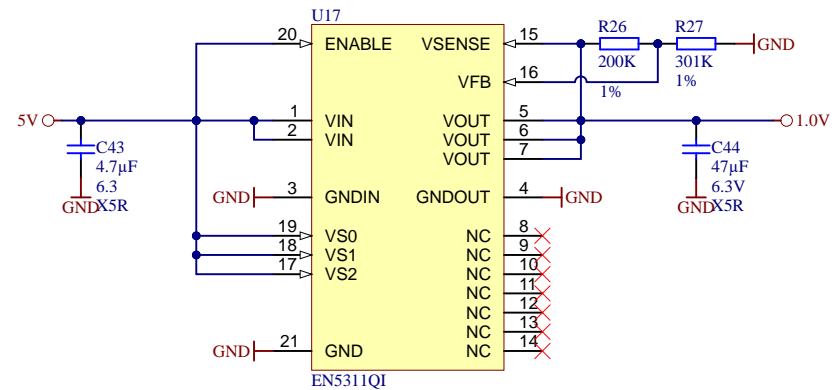 U17
20 ENABLE VSENSE 15 R26 R27 GND
200K 301K
VFB 16 1% 1%
5V 1 VIN VOUT 5 1.0V
2 VIN VOUT 6
VOUT 7
C43 C44
4.7µF 47µF
6.3 6.3V
X5R X5R
GND GND
GND 3 GNDIN GNDOUT 4 GND
19 VS0 NC 8
18 VS1 NC 9
17 VS2 NC 10
NC 11
NC 12
NC 13
GND 21 GND NC 14
EN5311QI